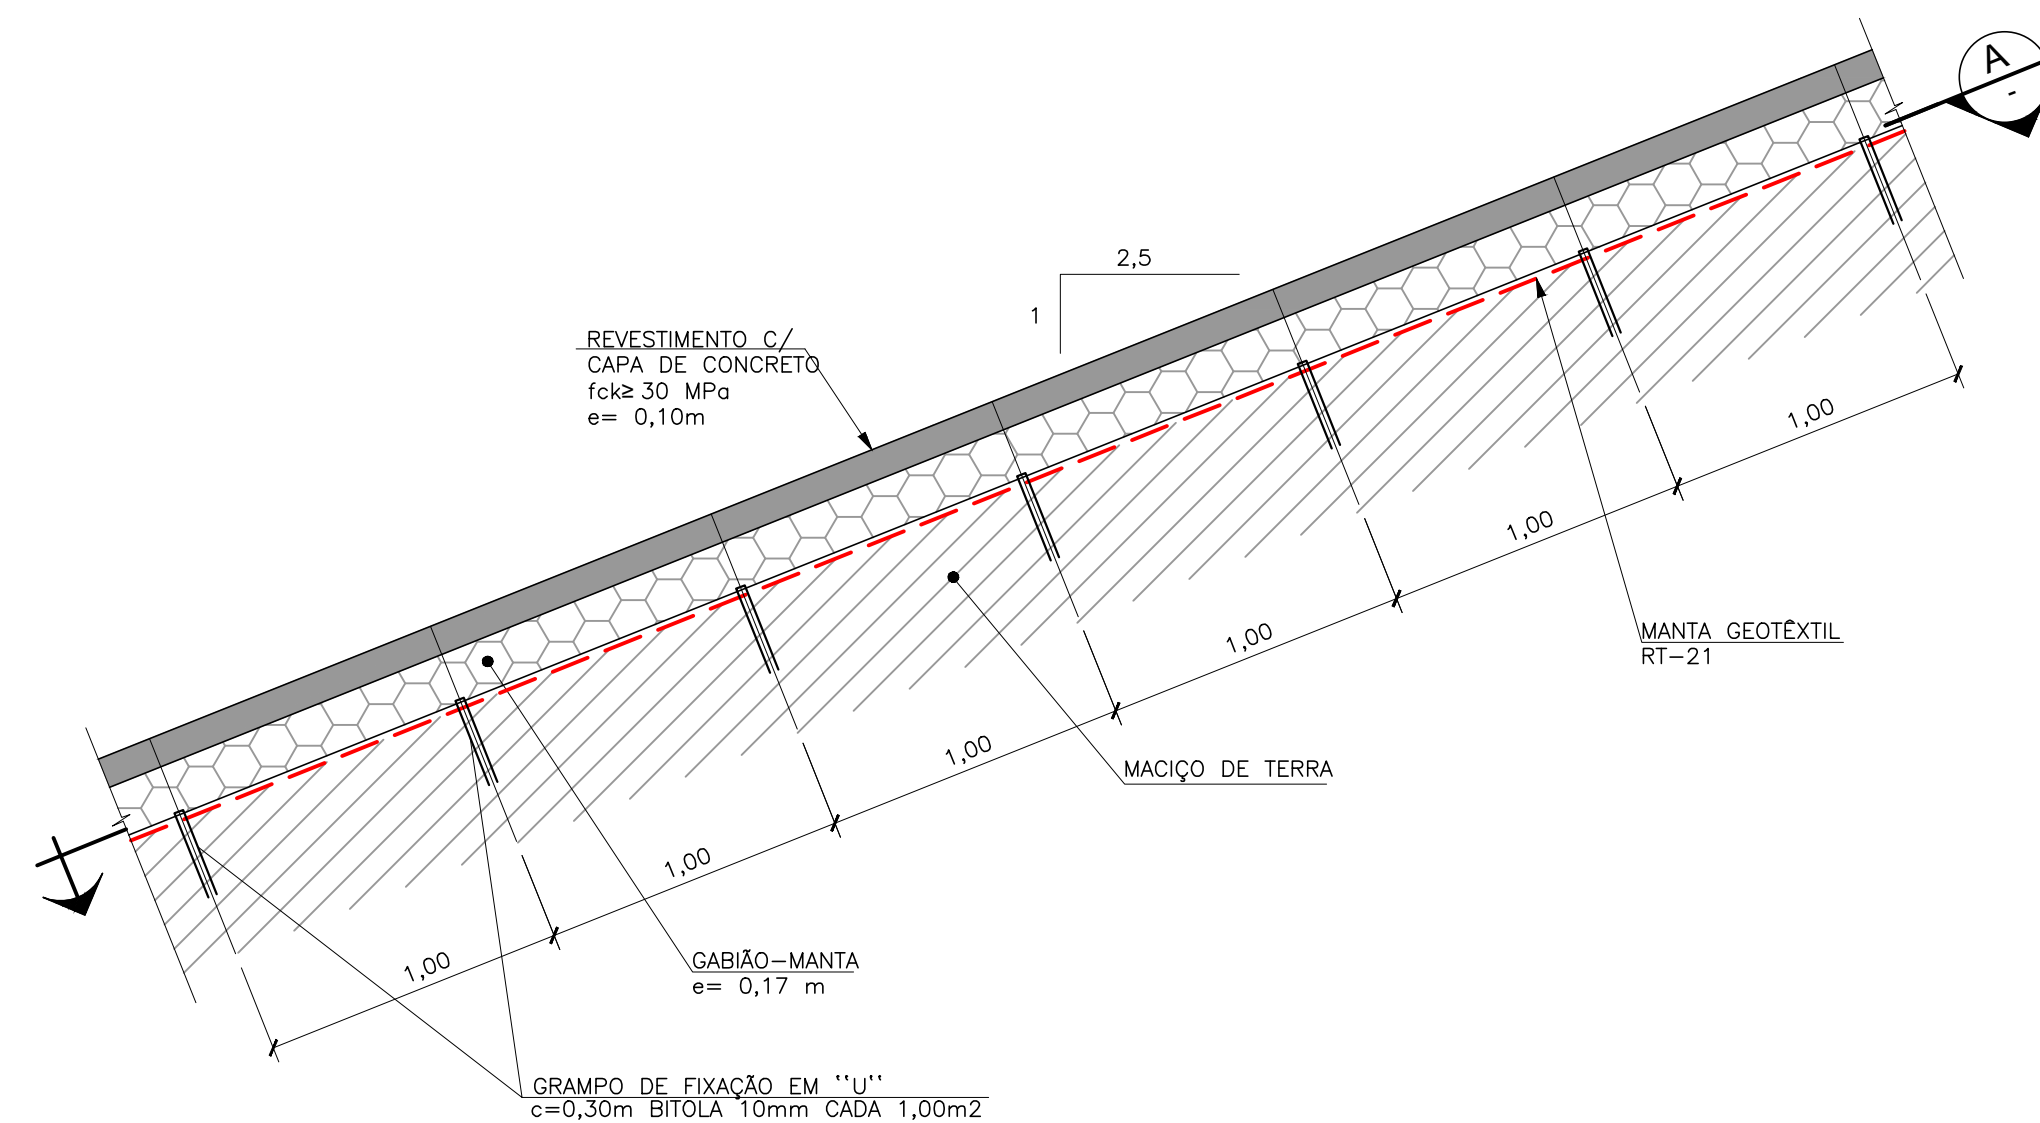 A
-
2,5
1
REVESTIMENTO C/
CAPA DE CONCRETO
fck≥ 30 MPa
e= 0,10m
1,00
1,00
1,00
1,00
1,00
1,00
MANTA GEOTÊXTIL
RT-21
MACIÇO DE TERRA
GABIÃO-MANTA
e= 0,17 m
GRAMPO DE FIXAÇÃO EM ‘‘U‘‘
c=0,30m BITOLA 10mm CADA 1,00m2